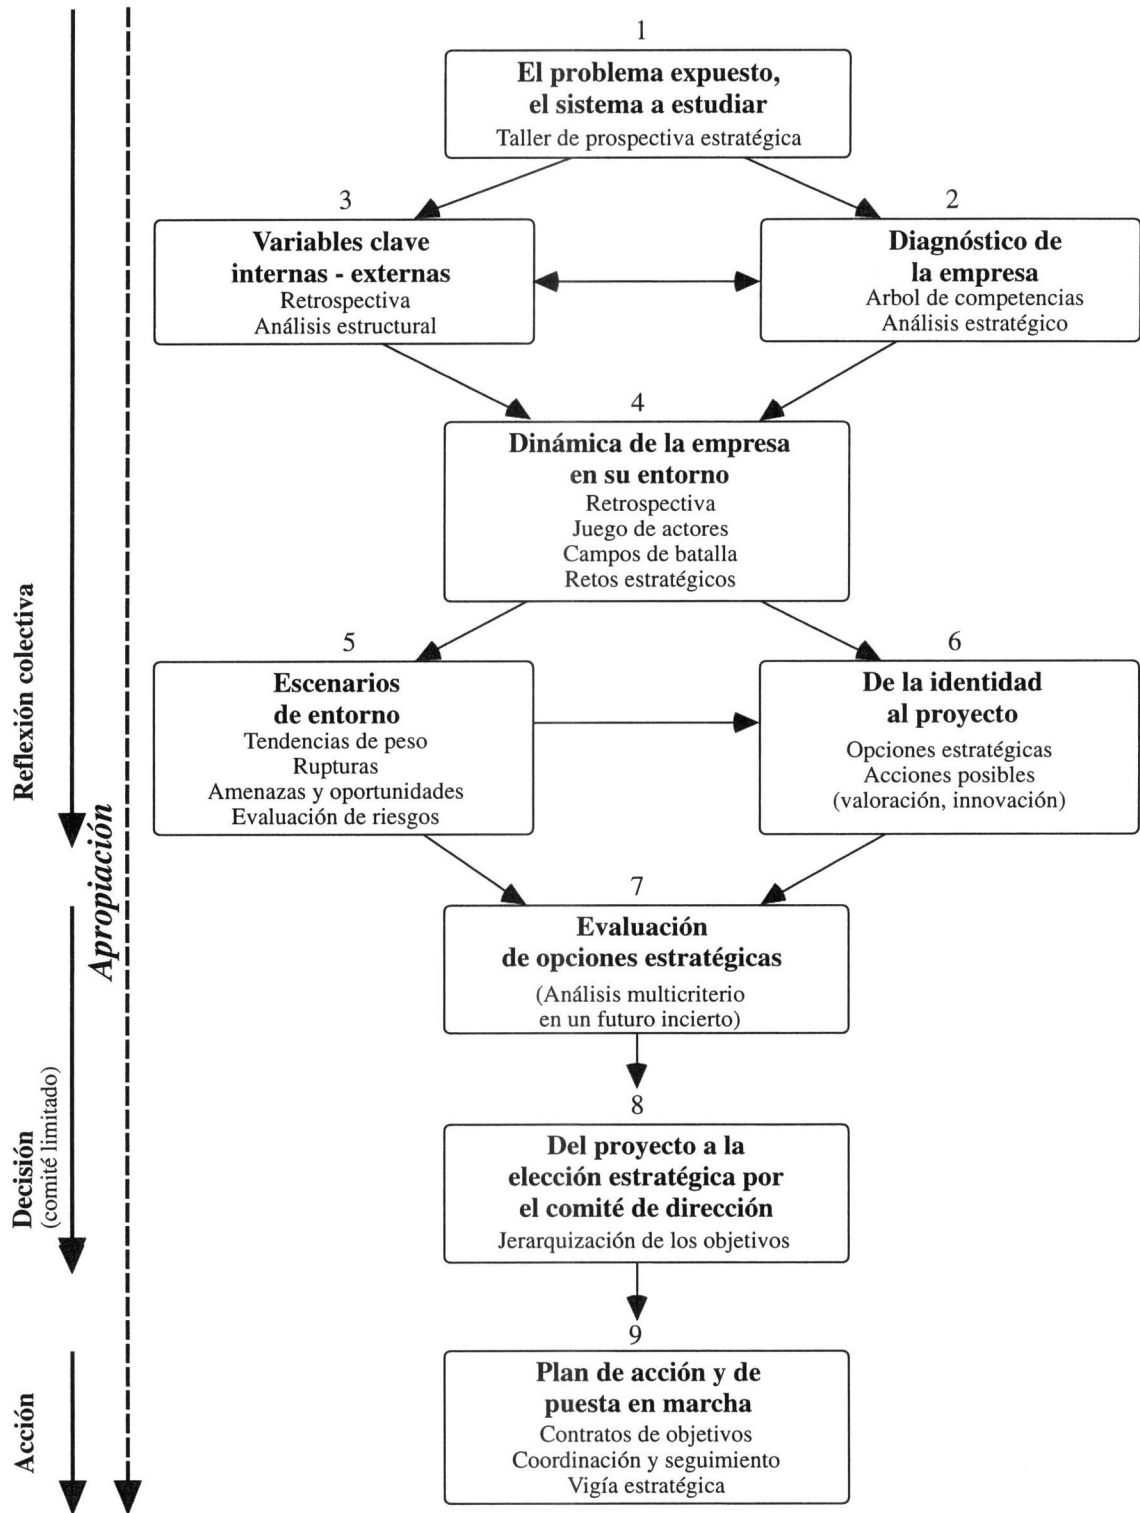 1
El problema expuesto,
el sistema a estudiar
Taller de prospectiva estratégica
3
Variables clave
internas - externas
Retrospectiva
Análisis estructural
2
Diagnóstico de
la empresa
Arbol de competencias
Análisis estratégico
4
Dinámica de la empresa
en su entorno
Retrospectiva
Juego de actores
Campos de batalla
Retos estratégicos
5
Escenarios
de entorno
Tendencias de peso
Rupturas
Amenazas y oportunidades
Evaluación de riesgos
6
De la identidad
al proyecto
Opciones estratégicas
Acciones posibles
(valoración, innovación)
7
Evaluación
de opciones estratégicas
(Análisis multicriterio
en un futuro incierto)
8
Del proyecto a la
elección estratégica por
el comité de dirección
Jerarquización de los objetivos
9
Plan de acción y de
puesta en marcha
Contratos de objetivos
Coordinación y seguimiento
Vigía estratégica
Reflexión colectiva
Apropiación
Decisión
(comité limitado)
Acción